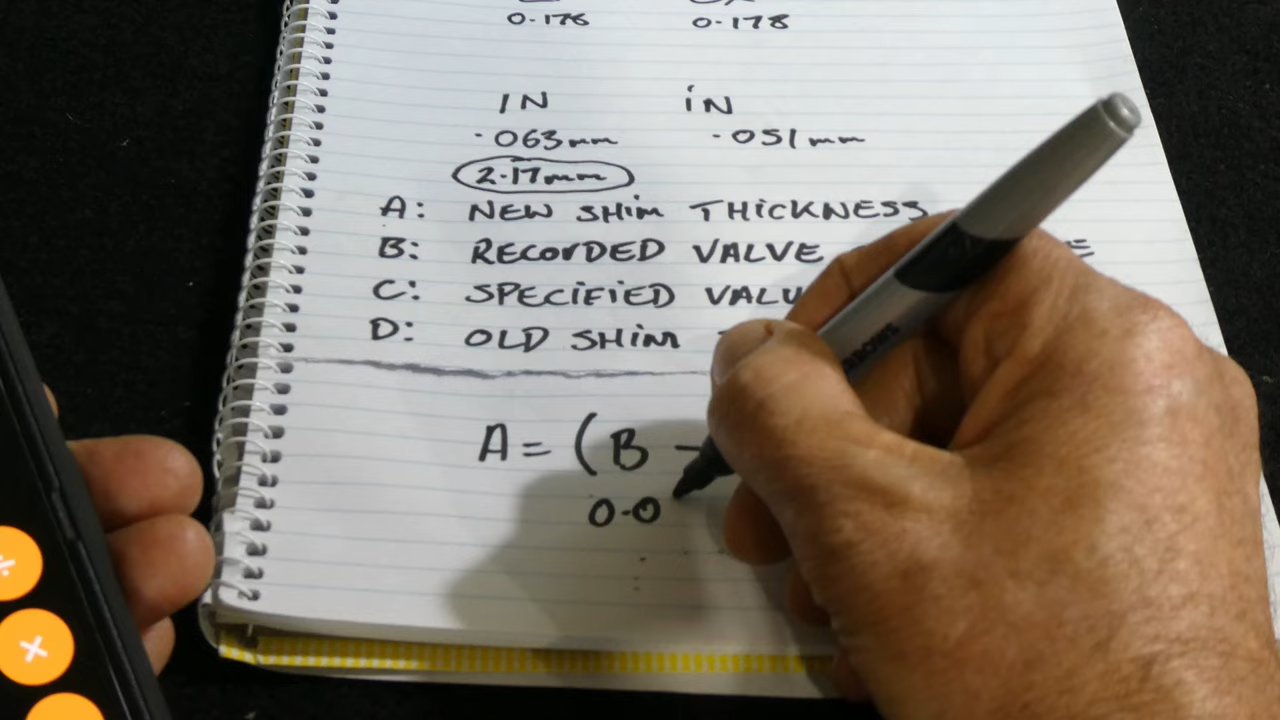 0.176 0.178
IN iN
.063mm .051mm
2.17mm
A: NEW SHiM THiCKNESS
B: RECORDED VALVE
C: SPECiFiED
D: OLD SHiM
A = (B -
0.0
÷
×